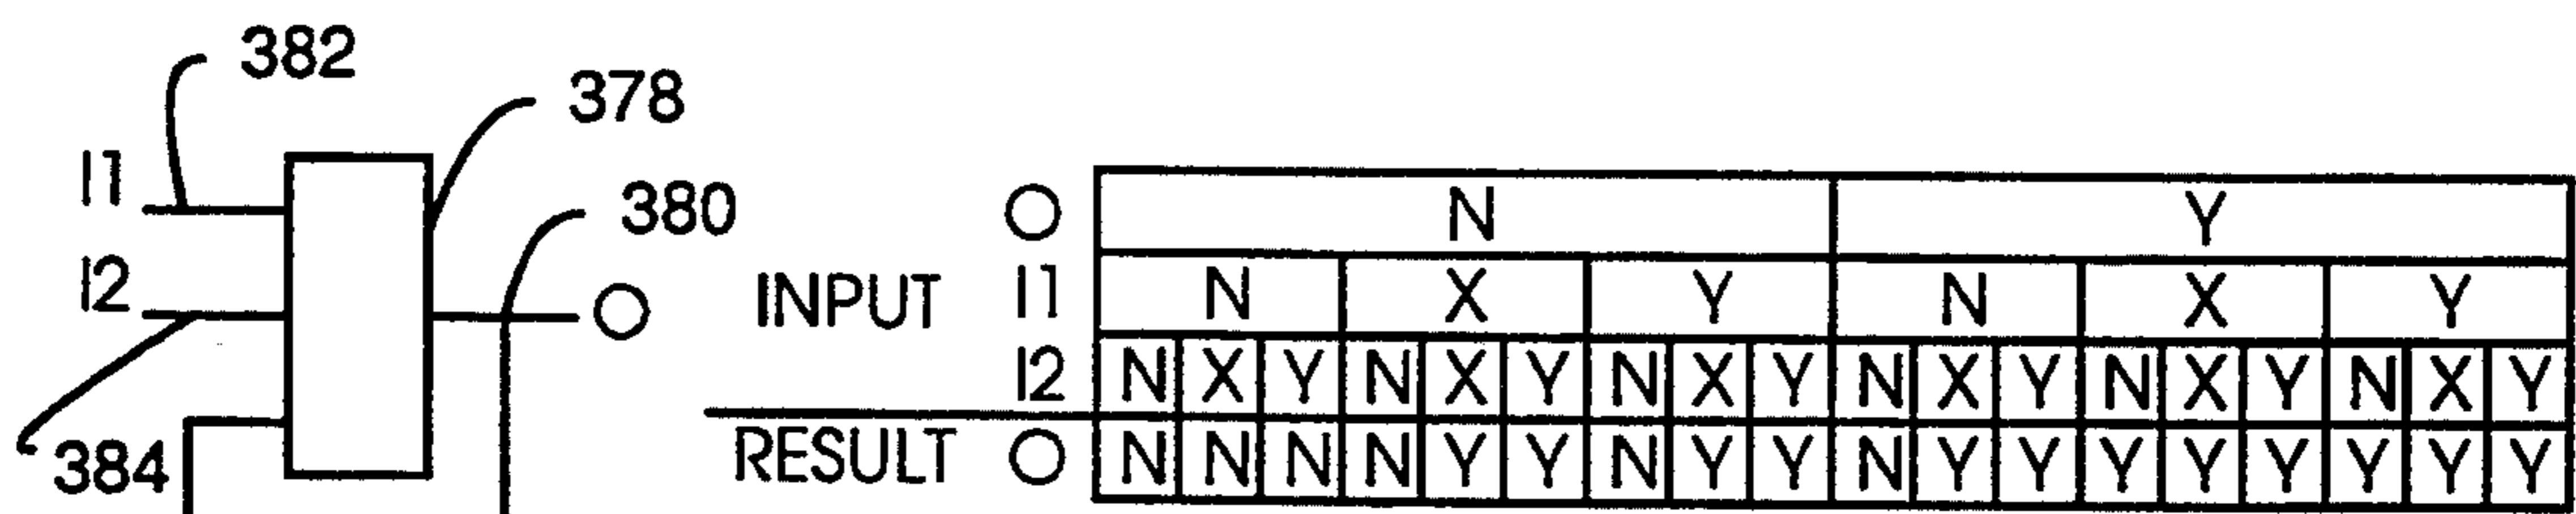 382
378
I1
380
I2
O
384
O N Y
INPUT I1 N X Y N X Y
I2 N X Y N X Y N X Y N X Y N X Y N X Y
RESULT O N N N N Y Y N Y Y N Y Y Y Y Y Y Y Y